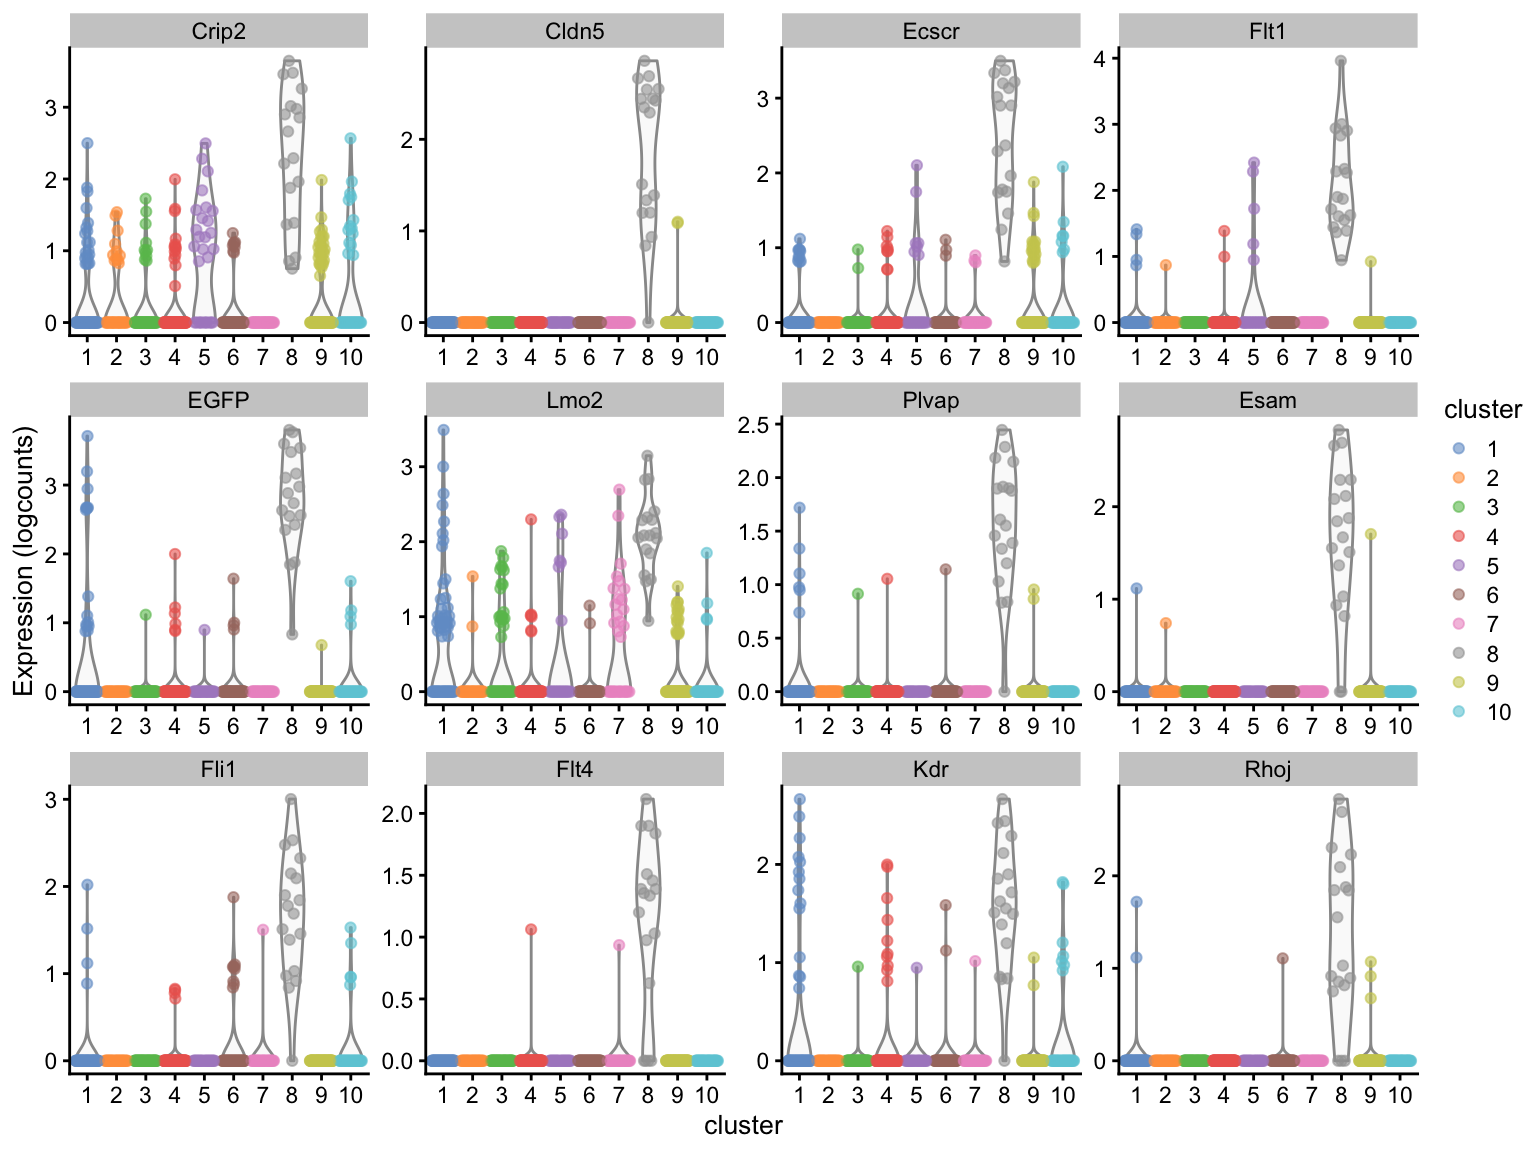 Crip2 Cldn5 Ecscr Flt1
3 2 1 0
2 1 0
3 2 1 0
4 3 2 1 0
1 2 3 4 5 6 7 8 9 10 1 2 3 4 5 6 7 8 9 10 1 2 3 4 5 6 7 8 9 10 1 2 3 4 5 6 7 8 9 10
EGFP Lmo2 Plvap Esam
3 2 1 0
3 2 1 0
2.5 2.0 1.5 1.0 0.5 0.0
2 1 0
1 2 3 4 5 6 7 8 9 10 1 2 3 4 5 6 7 8 9 10 1 2 3 4 5 6 7 8 9 10 1 2 3 4 5 6 7 8 9 10
Fli1 Flt4 Kdr Rhoj
3 2 1 0
2.0 1.5 1.0 0.5 0.0
2 1 0
2 1 0
1 2 3 4 5 6 7 8 9 10 1 2 3 4 5 6 7 8 9 10 1 2 3 4 5 6 7 8 9 10 1 2 3 4 5 6 7 8 9 10
Expression (logcounts)
cluster
cluster
1
2
3
4
5
6
7
8
9
10